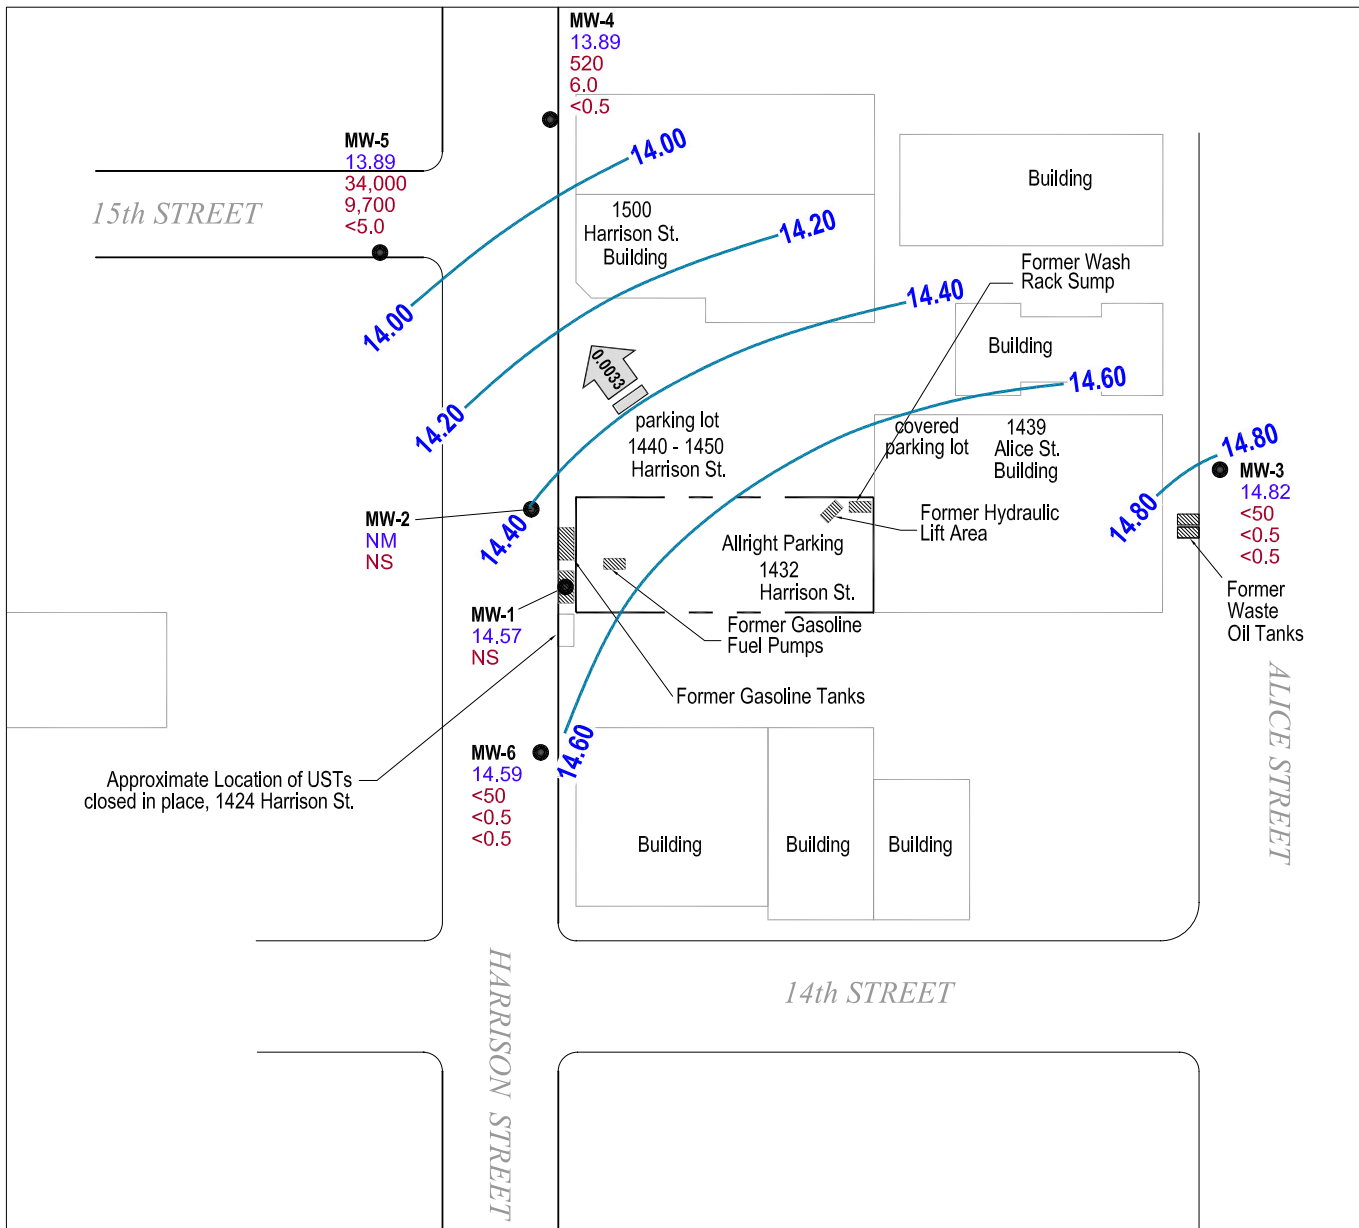 MW-4
13.89
520
6.0
<0.5
MW-5
13.89
34,000
9,700
<5.0
15th STREET
14.00
14.00
1500
Harrison St.
Building
14.20
14.20
Building
Former Wash
Rack Sump
14.40
14.40
Building
14.60
14.60
0.0033
parking lot
1440 - 1450
Harrison St.
covered
parking lot
1439
Alice St.
Building
14.80
14.80
MW-3
14.82
<50
<0.5
<0.5
MW-2
NM
NS
Former Hydraulic
Lift Area
Allright Parking
1432
Harrison St.
Former
Waste
Oil Tanks
MW-1
14.57
NS
Former Gasoline
Fuel Pumps
Former Gasoline Tanks
ALICE STREET
MW-6
14.59
<50
<0.5
<0.5
Approximate Location of USTs
closed in place, 1424 Harrison St.
Building
Building
Building
HARRISON STREET
14th STREET